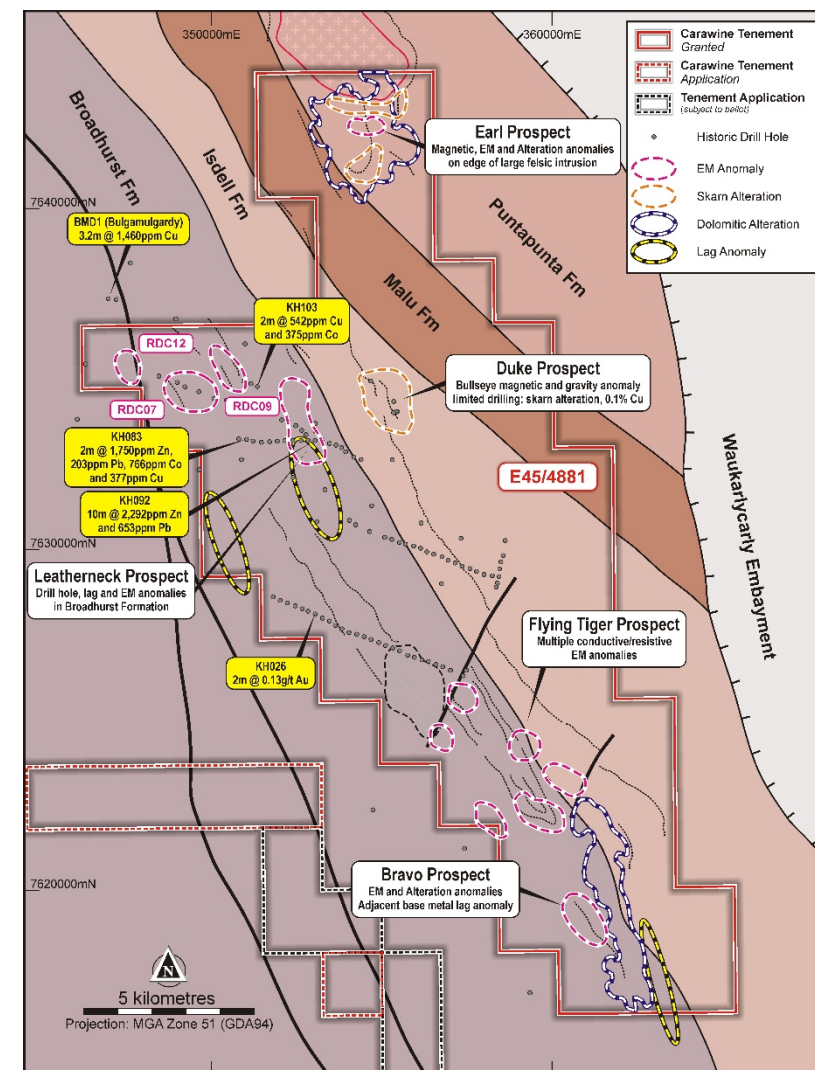 350000mE
360000mE
Carawine Tenement
Granted
Carawine Tenement
Application
Tenement Application
(subject to ballot)
Historic Drill Hole
EM Anomaly
Skarn Alteration
Dolomitic Alteration
Lag Anomaly
Broadhurst Fm
Isdell Fm
Malu Fm
Puntapunta Fm
Waukarlycarly Embayment
Earl Prospect
Magnetic, EM and Alteration anomalies
on edge of large felsic intrusion
7640000mN
BMD1 (Bulgamulgardy)
3.2m @ 1,460ppm Cu
KH103
2m @ 542ppm Cu
and 375ppm Co
RDC12
RDC07
RDC09
Duke Prospect
Bullseye magnetic and gravity anomaly
limited drilling: skarn alteration, 0.1% Cu
KH083
2m @ 1,750ppm Zn,
203ppm Pb, 766ppm Co
and 377ppm Cu
E45/4881
KH092
10m @ 2,292ppm Zn
and 653ppm Pb
7630000mN
Leatherneck Prospect
Drill hole, lag and EM anomalies
in Broadhurst Formation
Flying Tiger Prospect
Multiple conductive/resistive
EM anomalies
KH026
2m @ 0.13g/t Au
7620000mN
Bravo Prospect
EM and Alteration anomalies
Adjacent base metal lag anomaly
N
5 kilometres
Projection: MGA Zone 51 (GDA94)